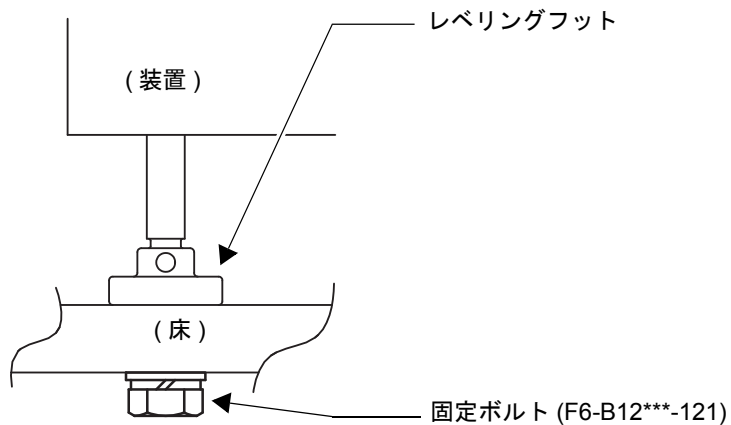 レベリングフット
( 装置 )
( 床 )
固定ボルト (F6-B12***-121)